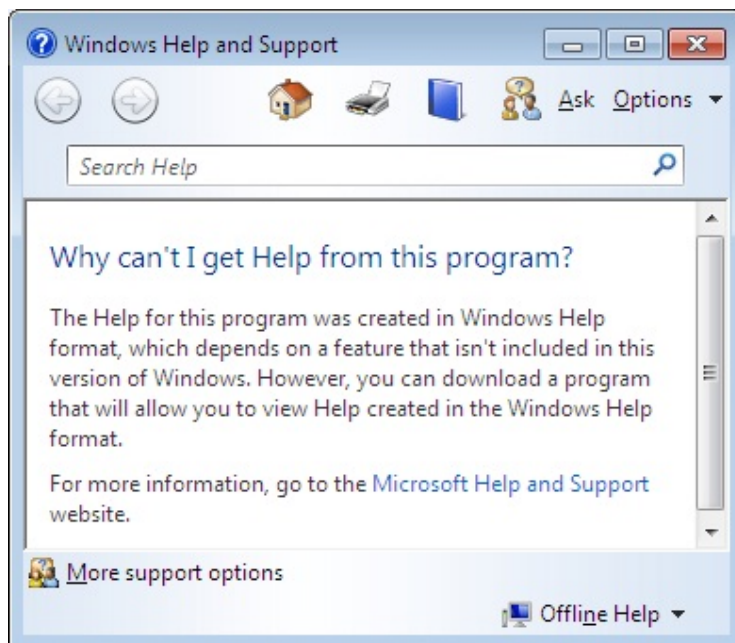 Windows Help and Support
Ask Options
Search Help
Why can't I get Help from this program?
The Help for this program was created in Windows Help
format, which depends on a feature that isn't included in this
version of Windows. However, you can download a program
that will allow you to view Help created in the Windows Help
format.
For more information, go to the Microsoft Help and Support
website.
More support options
Offline Help